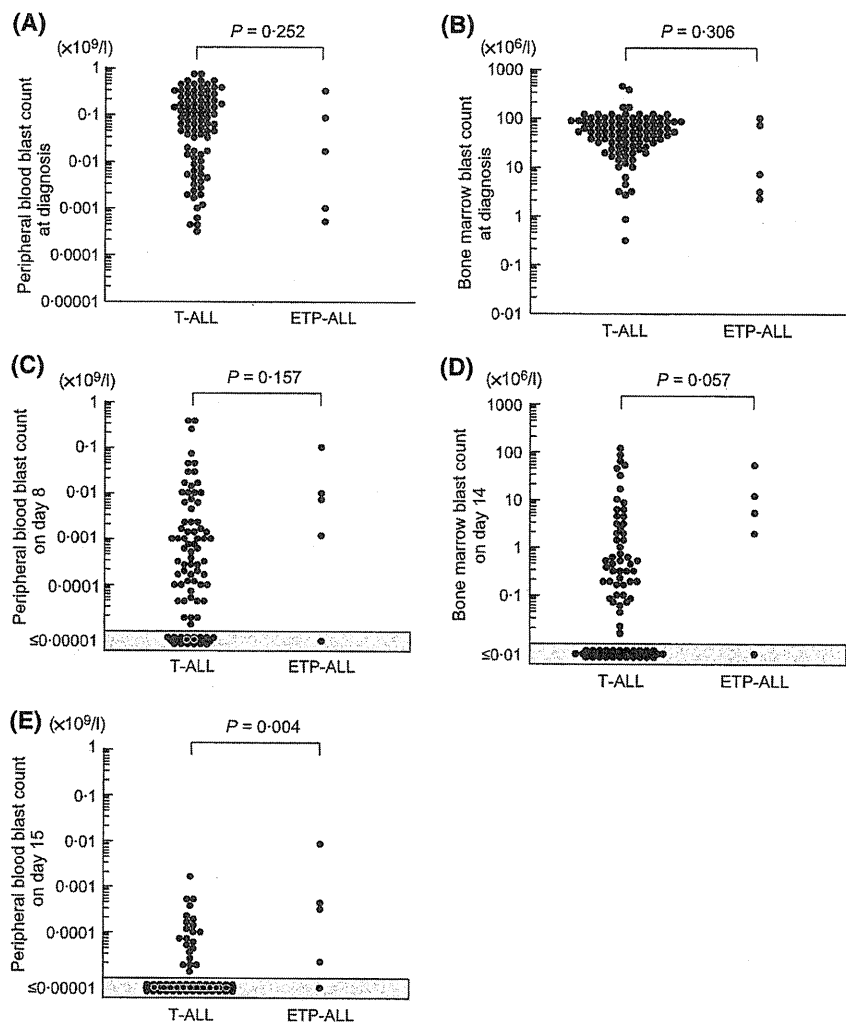 (A)
(×10⁹/l)
P = 0·252
Peripheral blood blast count
at diagnosis
1
0·1
0·01
0·001
0·0001
0·00001
T-ALL ETP-ALL
(B)
(×10⁶/l)
P = 0·306
Bone marrow blast count
at diagnosis
1000
100
10
1
0·1
0·01
T-ALL ETP-ALL
(C)
(×10⁹/l)
P = 0·157
Peripheral blood blast count
on day 8
1
0·1
0·01
0·001
0·0001
≤0·00001
T-ALL ETP-ALL
(D)
(×10⁶/l)
P = 0·057
Bone marrow blast count
on day 14
1000
100
10
1
0·1
≤0·01
T-ALL ETP-ALL
(E)
(×10⁹/l)
P = 0·004
Peripheral blood blast count
on day 15
1
0·1
0·01
0·001
0·0001
≤0·00001
T-ALL ETP-ALL